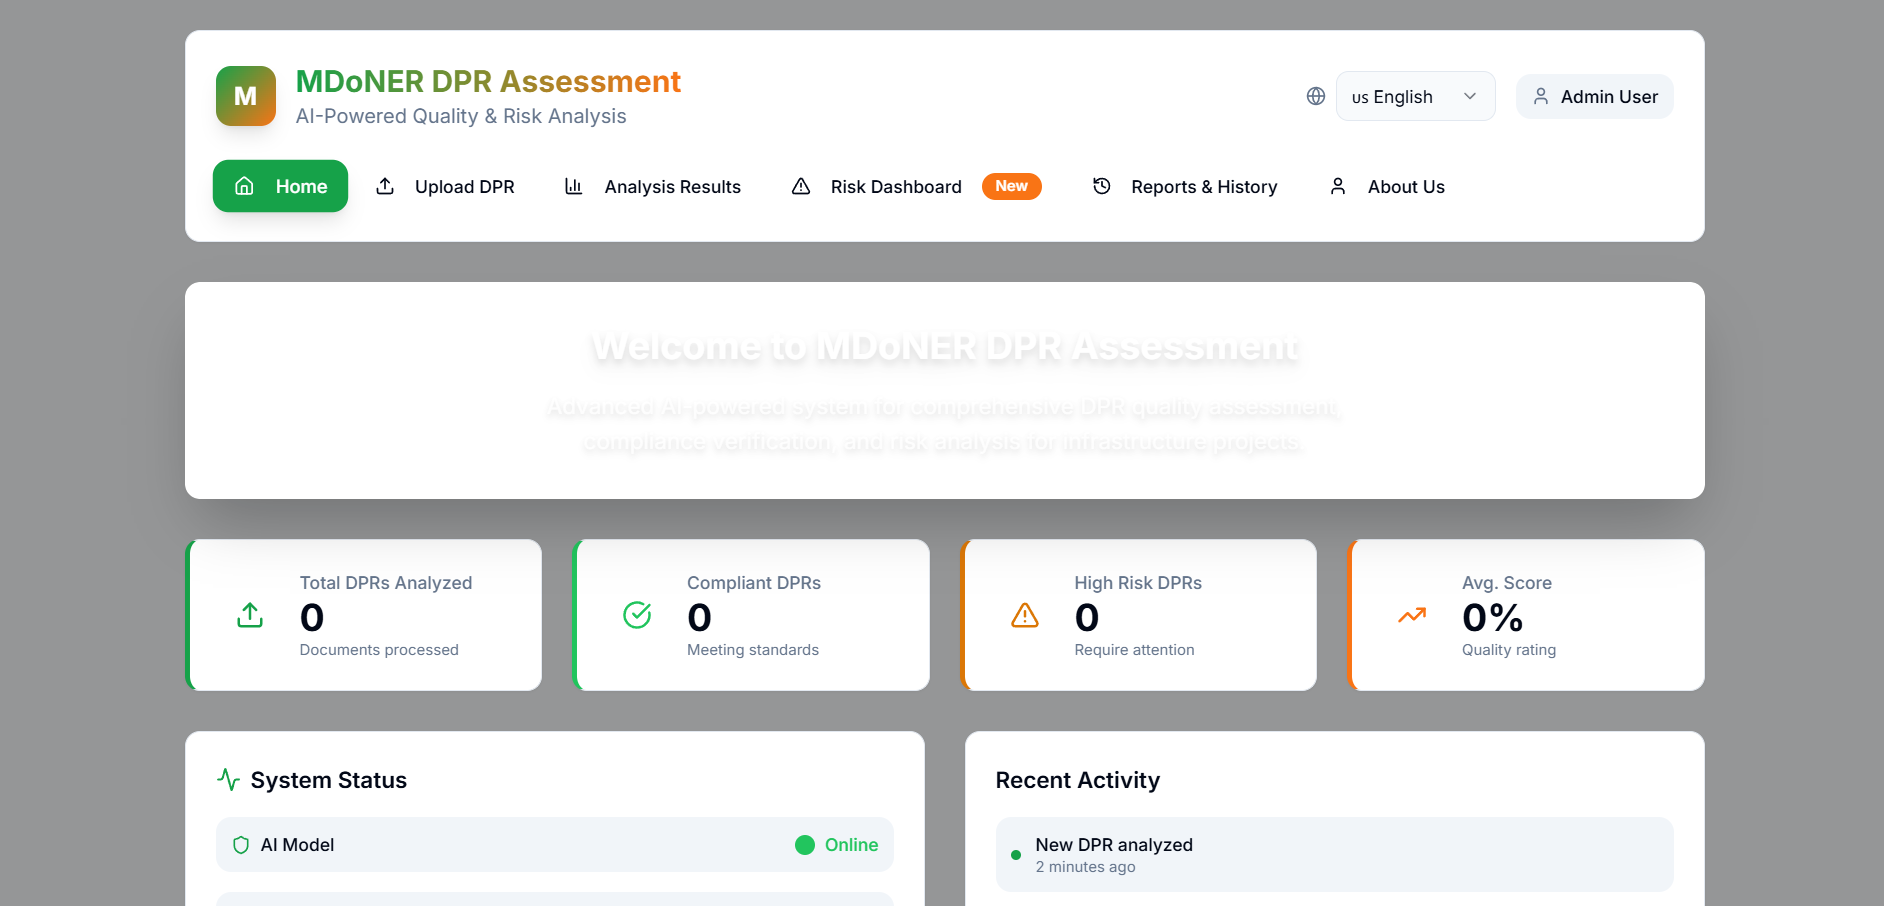 M
MDoNER DPR Assessment
AI-Powered Quality & Risk Analysis
us English
Admin User
Home
Upload DPR
Analysis Results
Risk Dashboard
New
Reports & History
About Us
Welcome to MDoNER DPR Assessment
Advanced AI-powered system for comprehensive DPR quality assessment,
compliance verification, and risk analysis for infrastructure projects.
Total DPRs Analyzed
0
Documents processed
Compliant DPRs
0
Meeting standards
High Risk DPRs
0
Require attention
Avg. Score
0%
Quality rating
System Status
AI Model
Online
Recent Activity
New DPR analyzed
2 minutes ago